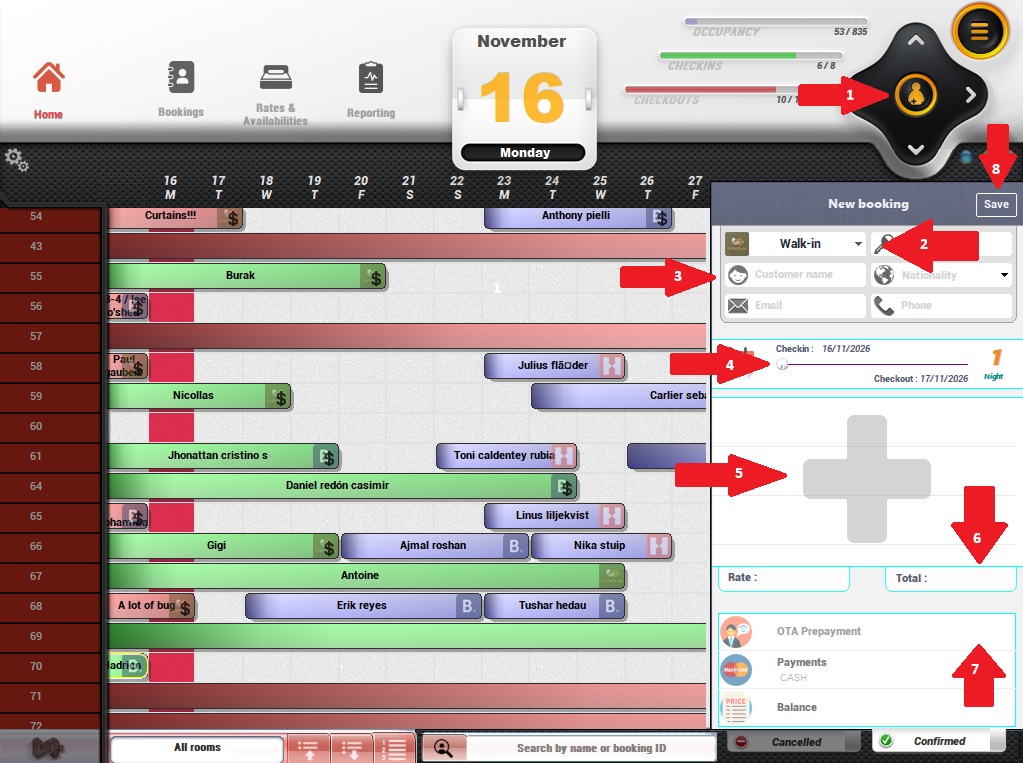 November
16
Monday
OCCUPANCY
53 / 835
CHECKINS
6 / 8
CHECKOUTS
10 / 1
1
Home
Bookings
Rates &
Availabilities
Reporting
16 17 18 19 20 21 22 23 24 25 26 27
M T W T F S S M T W T F
8
New booking
Save
54 Curtains!!! $ Anthony pielli $
43
Walk-in
2
55 Burak $
3
Customer name
Nationality
56 $
1
Email
Phone
57
58 Paul $ Julius flããder H
4
Checkin : 16/11/2026
1
Night
Checkout : 17/11/2026
59 Nicollas $ Carlier seba
60
61 Jhonattan cristino s $ Toni caldentey rubia H
5
64 Daniel redón casimir $
65 Linus liljekvist H
66 Gigi $ Ajmal roshan B. Nika stuip H
6
67 Antoine
Rate :
Total :
68 A lot of bug $ Erik reyes B. Tushar hedau B.
69
OTA Prepayment
70
Payments
CASH
7
71
PRICE
Balance
72
All rooms
Search by name or booking ID
Cancelled
Confirmed